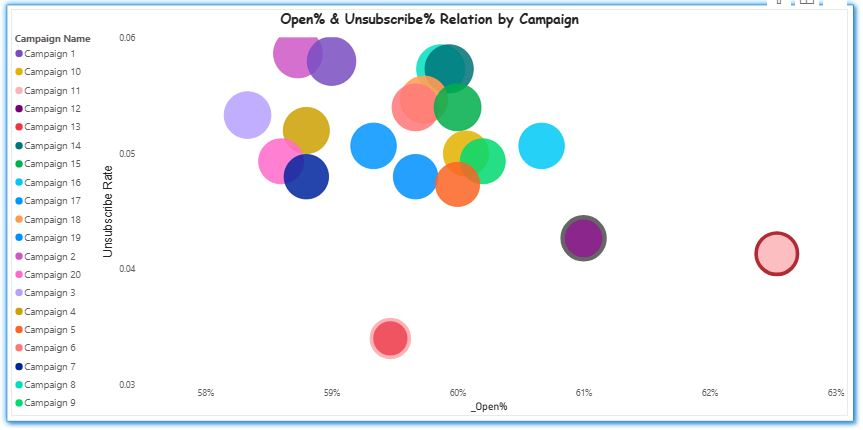 Open% & Unsubscribe% Relation by Campaign
Campaign Name
Campaign 1
Campaign 10
Campaign 11
Campaign 12
Campaign 13
Campaign 14
Campaign 15
Campaign 16
Campaign 17
Campaign 18
Campaign 19
Campaign 2
Campaign 20
Campaign 3
Campaign 4
Campaign 5
Campaign 6
Campaign 7
Campaign 8
Campaign 9
Unsubscribe Rate
0.06
0.05
0.04
0.03
58%
59%
60%
61%
62%
63%
_Open%